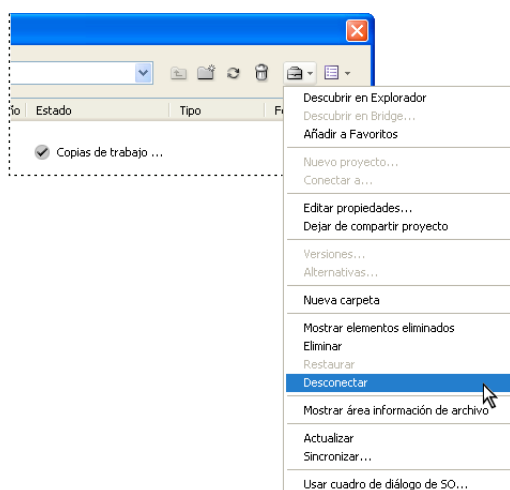 Estado Tipo
Copias de trabajo ...
Descubrir en Explorador
Descubrir en Bridge...
Añadir a Favoritos
Nuevo proyecto...
Conectar a...
Editar propiedades...
Dejar de compartir proyecto
Versiones...
Alternativas...
Nueva carpeta
Mostrar elementos eliminados
Eliminar
Restaurar
Desconectar
Mostrar área información de archivo
Actualizar
Sincronizar...
Usar cuadro de diálogo de SO...